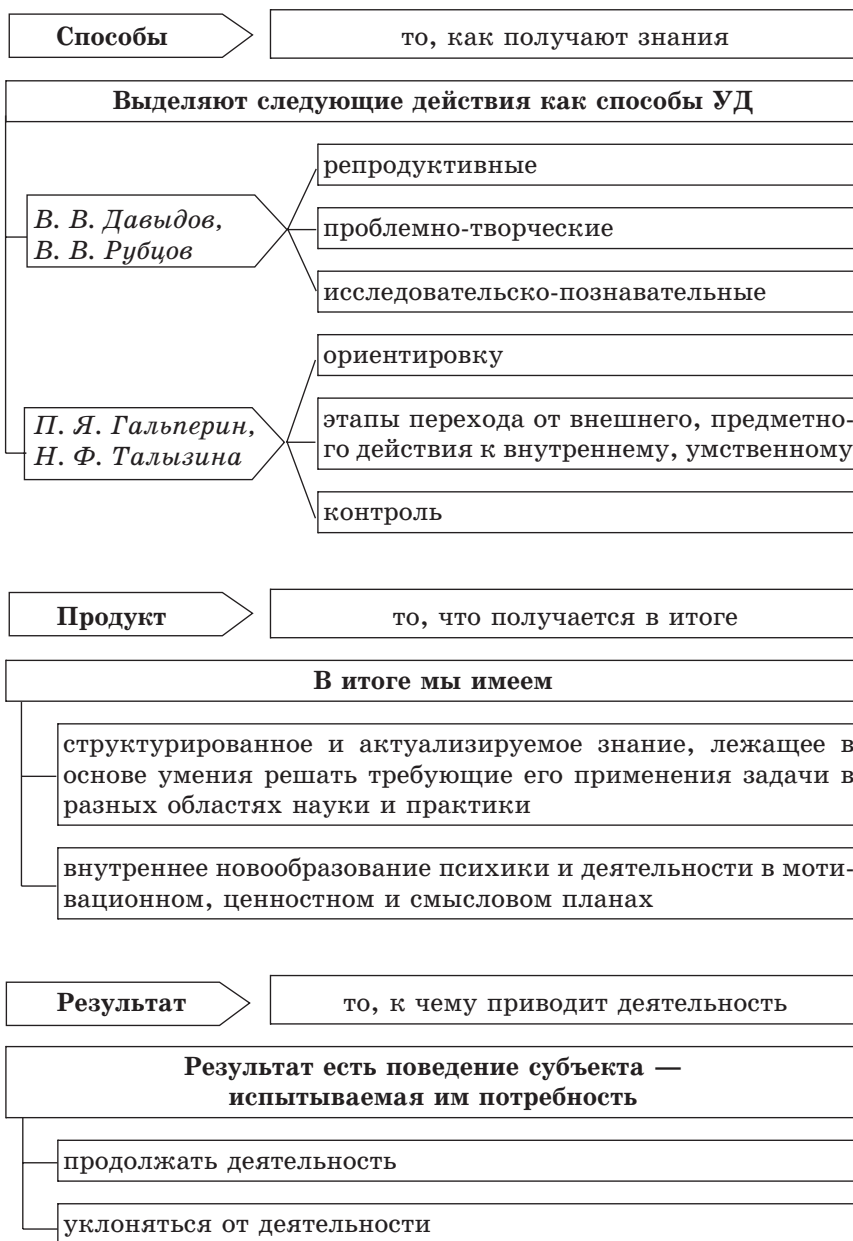 Способы
то, как получают знания
Выделяют следующие действия как способы УД
репродуктивные
В. В. Давыдов,
В. В. Рубцов
проблемно-творческие
исследовательско-познавательные
ориентировку
П. Я. Гальперин,
Н. Ф. Талызина
этапы перехода от внешнего, предметно-
го действия к внутреннему, умственному
контроль
Продукт
то, что получается в итоге
В итоге мы имеем
структурированное и актуализируемое знание, лежащее в
основе умения решать требующие его применения задачи в
разных областях науки и практики
внутреннее новообразование психики и деятельности в моти-
вационном, ценностном и смысловом планах
Результат
то, к чему приводит деятельность
Результат есть поведение субъекта —
испытываемая им потребность
продолжать деятельность
уклоняться от деятельности